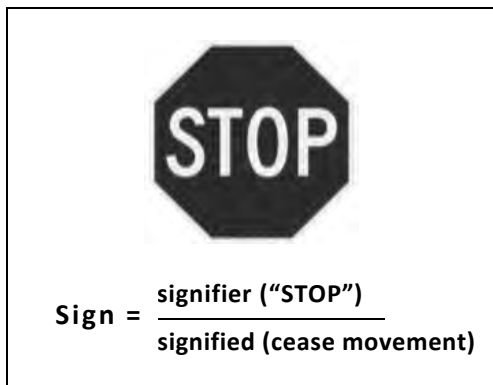 STOP
signifier (“STOP”)
Sign =
signified (cease movement)